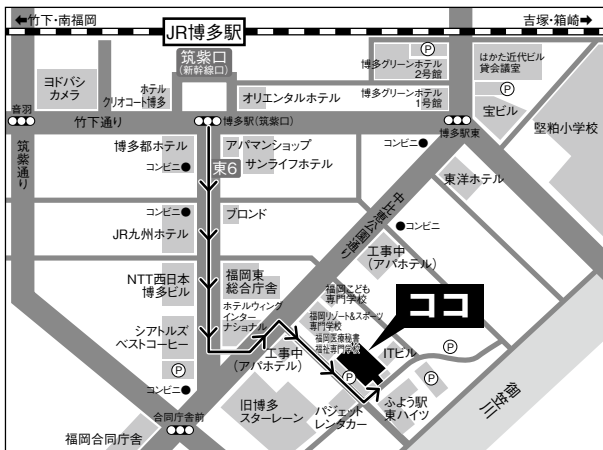 ←竹下・南福岡
吉塚・箱崎→
JR博多駅
筑紫口
(新幹線口)
P
博多グリーンホテル
2号館
はかた近代ビル
貸会議室
P
ヨドバシ
カメラ
ホテル
クリオコート博多
オリエンタルホテル
博多グリーンホテル
1号館
宝ビル
音羽
竹下通り
博多駅(筑紫口)
博多駅東
堅粕小学校
筑紫通り
博多都ホテル
コンビニ
アパマンショップ
東6
サンライフホテル
コンビニ
東洋ホテル
中比恵公園通り
コンビニ
JR九州ホテル
ブロンド
コンビニ
工事中
(アパホテル)
NTT西日本
博多ビル
福岡東
総合庁舎
福岡こども
専門学校
ココ
ホテルウィング
インター
ナショナル
福岡リゾート&スポーツ
専門学校
福岡医療秘書
福祉専門学校
シアトルズ
ベストコーヒー
工事中
(アパホテル)
ITビル
P
P
P
コンビニ
旧博多
スターレーン
バジェット
レンタカー
ふよう駅
東ハイツ
御笠川
合同庁舎前
福岡合同庁舎